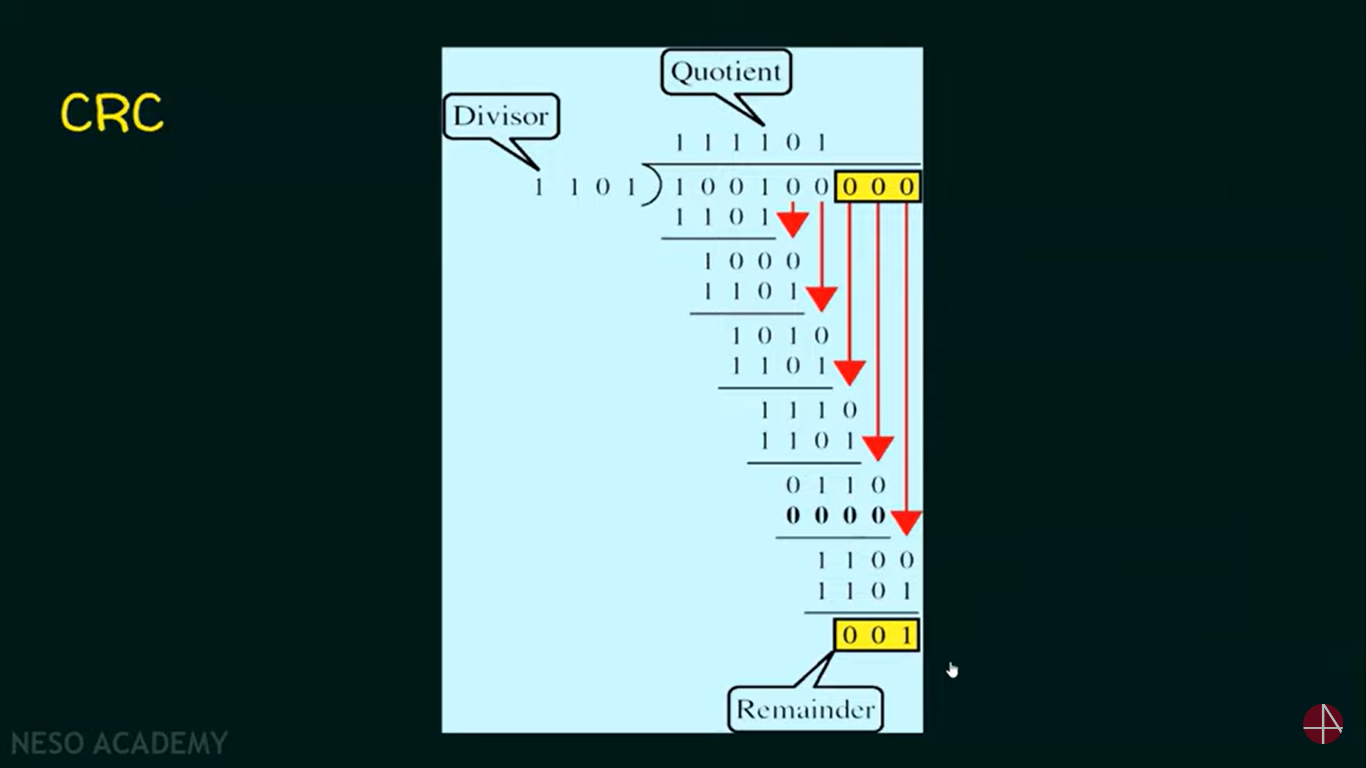 CRC
Quotient
Divisor
1 1 1 1 0 1
1 1 0 1 ) 1 0 0 1 0 0 0 0 0
1 1 0 1
1 0 0 0
1 1 0 1
1 0 1 0
1 1 0 1
1 1 1 0
1 1 0 1
0 1 1 0
0 0 0 0
1 1 0 0
1 1 0 1
0 0 1
Remainder
NESO ACADEMY